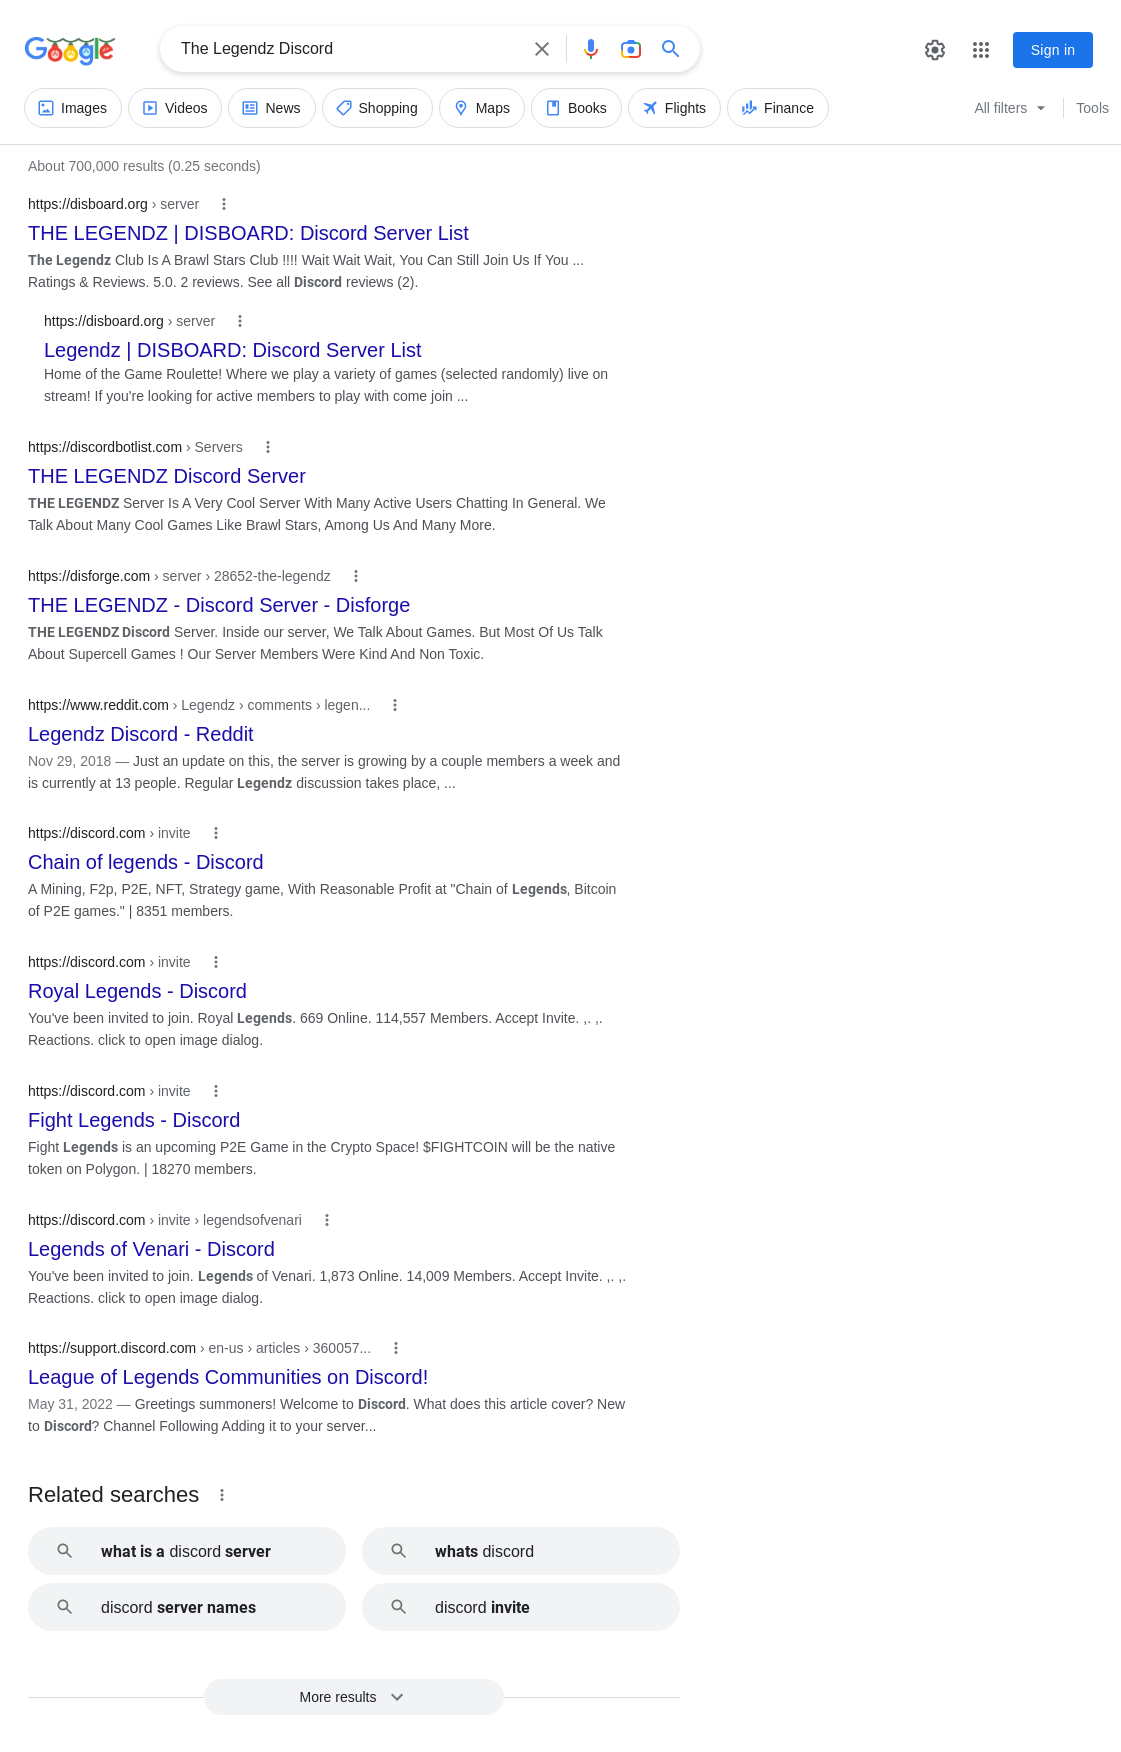 Google
The Legendz Discord
Sign in
Images
Videos
News
Shopping
Maps
Books
Flights
Finance
All filters
Tools
About 700,000 results (0.25 seconds)
https://disboard.org › server
THE LEGENDZ | DISBOARD: Discord Server List
The Legendz Club Is A Brawl Stars Club !!!! Wait Wait Wait, You Can Still Join Us If You ...
Ratings & Reviews. 5.0. 2 reviews. See all Discord reviews (2).
https://disboard.org › server
Legendz | DISBOARD: Discord Server List
Home of the Game Roulette! Where we play a variety of games (selected randomly) live on
stream! If you're looking for active members to play with come join ...
https://discordbotlist.com › Servers
THE LEGENDZ Discord Server
THE LEGENDZ Server Is A Very Cool Server With Many Active Users Chatting In General. We
Talk About Many Cool Games Like Brawl Stars, Among Us And Many More.
https://disforge.com › server › 28652-the-legendz
THE LEGENDZ - Discord Server - Disforge
THE LEGENDZ Discord Server. Inside our server, We Talk About Games. But Most Of Us Talk
About Supercell Games ! Our Server Members Were Kind And Non Toxic.
https://www.reddit.com › Legendz › comments › legen...
Legendz Discord - Reddit
Nov 29, 2018 — Just an update on this, the server is growing by a couple members a week and
is currently at 13 people. Regular Legendz discussion takes place, ...
https://discord.com › invite
Chain of legends - Discord
A Mining, F2p, P2E, NFT, Strategy game, With Reasonable Profit at "Chain of Legends, Bitcoin
of P2E games." | 8351 members.
https://discord.com › invite
Royal Legends - Discord
You've been invited to join. Royal Legends. 669 Online. 114,557 Members. Accept Invite. ,. ,.
Reactions. click to open image dialog.
https://discord.com › invite
Fight Legends - Discord
Fight Legends is an upcoming P2E Game in the Crypto Space! $FIGHTCOIN will be the native
token on Polygon. | 18270 members.
https://discord.com › invite › legendsofvenari
Legends of Venari - Discord
You've been invited to join. Legends of Venari. 1,873 Online. 14,009 Members. Accept Invite. ,. ,.
Reactions. click to open image dialog.
https://support.discord.com › en-us › articles › 360057...
League of Legends Communities on Discord!
May 31, 2022 — Greetings summoners! Welcome to Discord. What does this article cover? New
to Discord? Channel Following Adding it to your server...
Related searches
what is a discord server
whats discord
discord server names
discord invite
More results